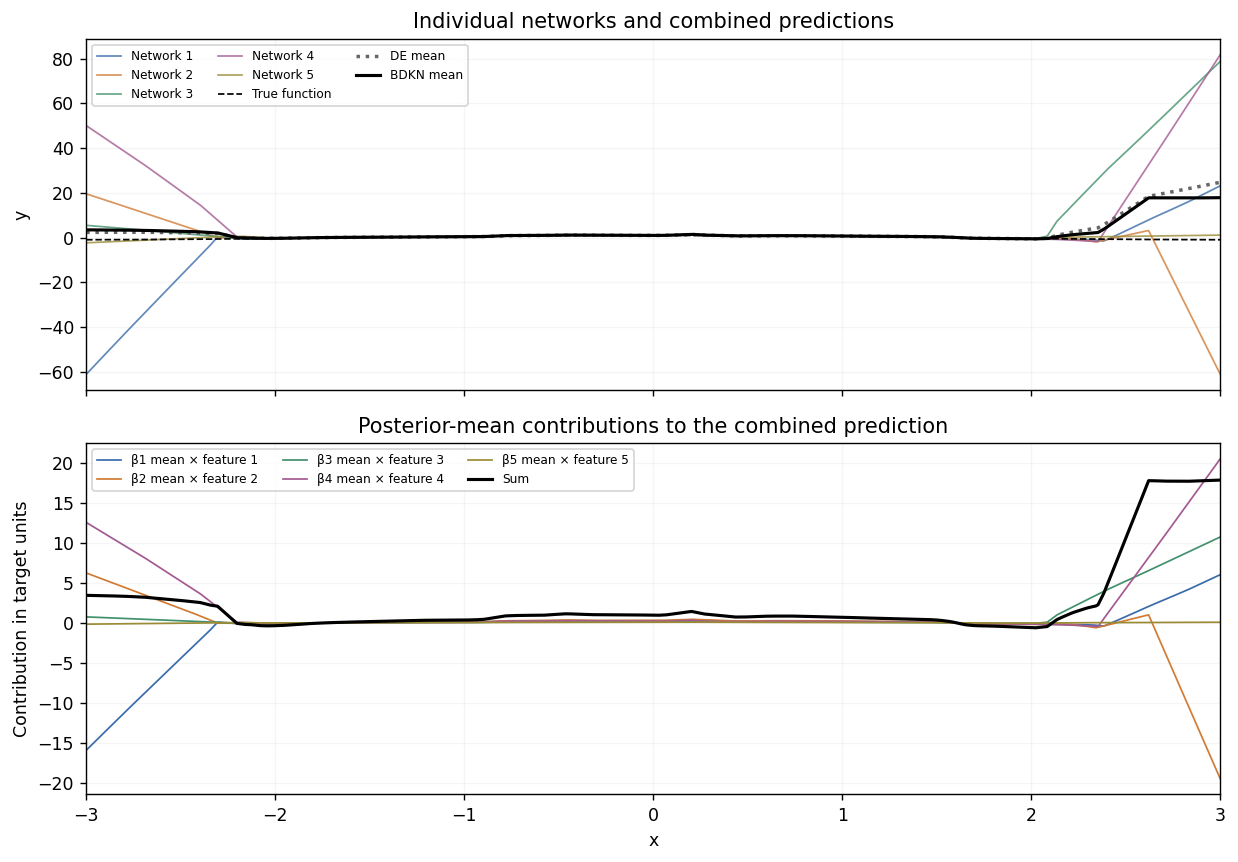 Individual networks and combined predictions
80
60
40
20
0
−20
−40
−60
y
Network 1
Network 2
Network 3
Network 4
Network 5
True function
DE mean
BDKN mean
Posterior-mean contributions to the combined prediction
20
15
10
5
0
−5
−10
−15
−20
Contribution in target units
β1 mean × feature 1
β2 mean × feature 2
β3 mean × feature 3
β4 mean × feature 4
β5 mean × feature 5
Sum
−3
−2
−1
0
1
2
3
x